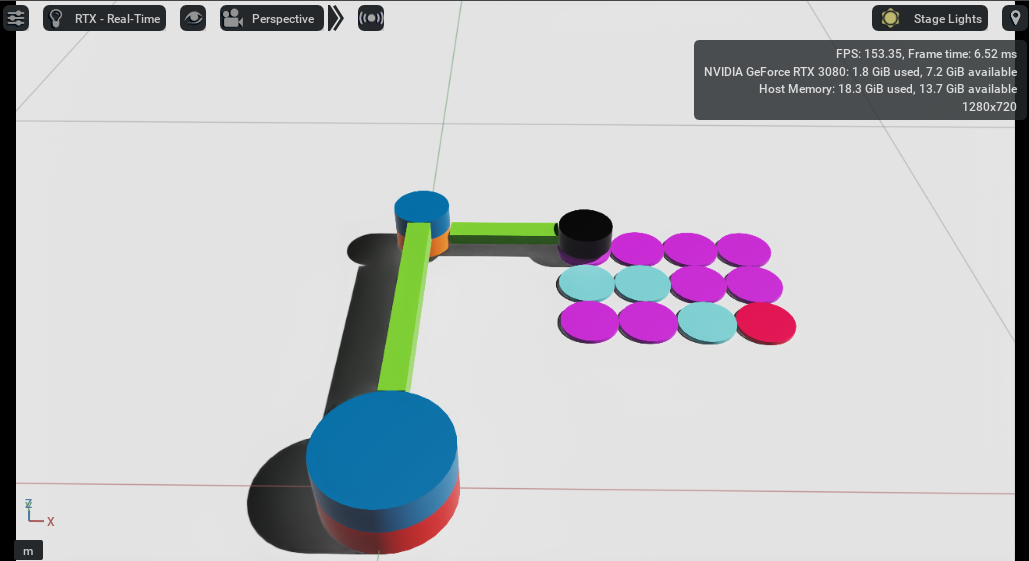 RTX - Real-Time
Perspective
Stage Lights
FPS: 153.35, Frame time: 6.52 ms
NVIDIA GeForce RTX 3080: 1.8 GiB used, 7.2 GiB available
Host Memory: 18.3 GiB used, 13.7 GiB available
1280x720
Z
X
m